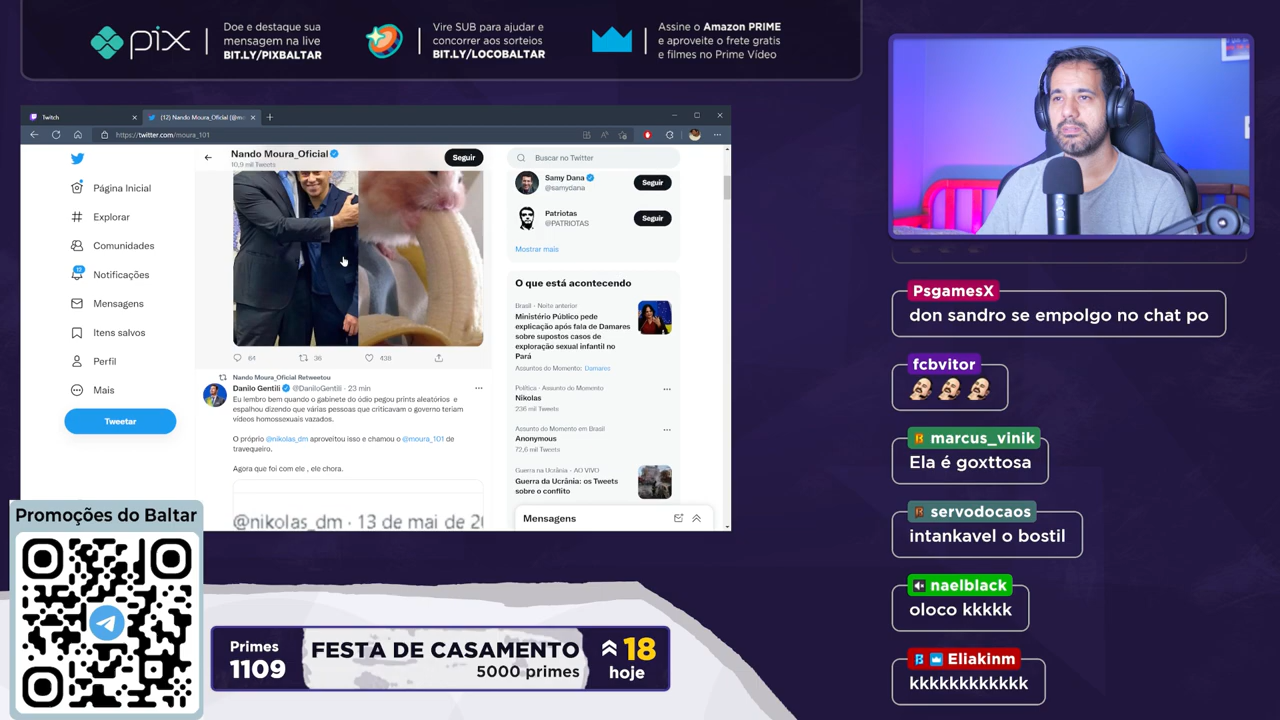 pix
Doe e destaque sua
mensagem na live
BIT.LY/PIXBALTAR
Vire SUB para ajudar e
concorrer aos sorteios
BIT.LY/LOCOBALTAR
Assine o Amazon PRIME
e aproveite o frete gratis
e filmes no Prime Vídeo
Twitch
(12) Nando Moura_Oficial (@mo
https://twitter.com/moura_101
Nando Moura_Oficial
10,9 mil Tweets
Seguir
Buscar no Twitter
Página Inicial
Explorar
Comunidades
12
Notificações
Mensagens
Itens salvos
Perfil
Mais
Tweetar
64
36
438
Nando Moura_Oficial Retweetou
Danilo Gentili @DaniloGentili · 23 min
Eu lembro bem quando o gabinete do ódio pegou prints aleatórios e
espalhou dizendo que várias pessoas que criticavam o governo teriam
vídeos homossexuais vazados.
O próprio @nikolas_dm aproveitou isso e chamou o @moura_101 de
travequeiro.
Agora que foi com ele , ele chora.
@nikolas_dm · 13 de mai de 20
Samy Dana
@samydana
Seguir
Patriotas
@PATRIOTAS
Seguir
Mostrar mais
O que está acontecendo
Brasil · Noite anterior
Ministério Público pede
explicação após fala de Damares
sobre supostos casos de
exploração sexual infantil no
Pará
Assuntos do Momento: Damares
Política · Assunto do Momento
Nikolas
236 mil Tweets
Assunto do Momento em Brasil
Anonymous
72,6 mil Tweets
Guerra na Ucrânia · AO VIVO
Guerra da Ucrânia: os Tweets
sobre o conflito
Mensagens
PsgamesX
don sandro se empolgo no chat po
fcbvitor
marcus_vinik
Ela é goxttosa
servodocaos
intankavel o bostil
naelblack
oloco kkkkk
Eliakinm
kkkkkkkkkkkk
Promoções do Baltar
Primes
1109
FESTA DE CASAMENTO
5000 primes
18
hoje